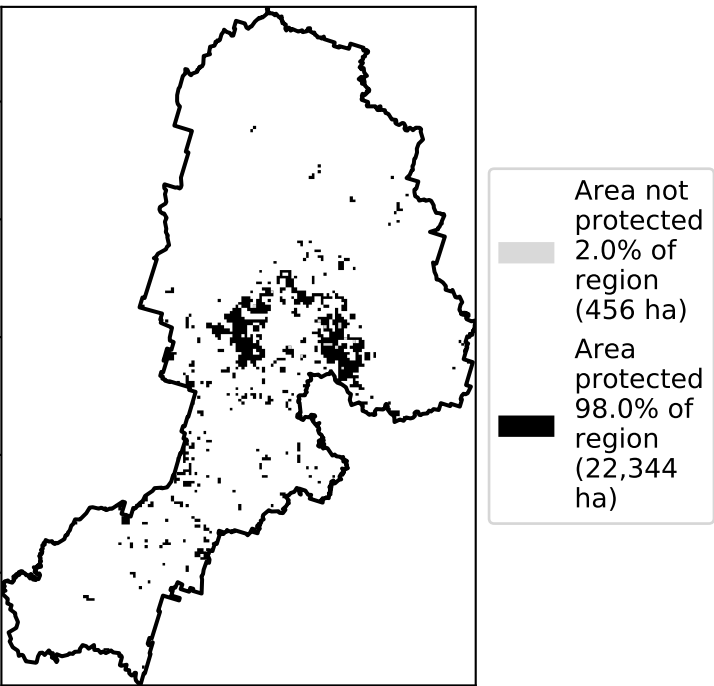 Area not
protected
2.0% of
region
(456 ha)
Area
protected
98.0% of
region
(22,344
ha)